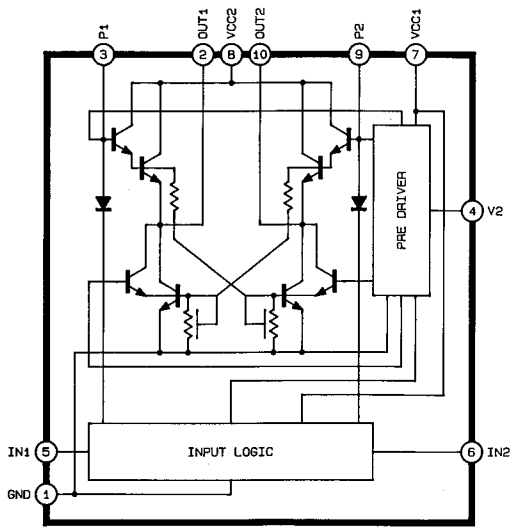 P1 OUT1 VCC2 OUT2 P2 VCC1
3 2 8 10 9 7
4 V2
PRE DRIVER
IN1 5 INPUT LOGIC 6 IN2
GND 1